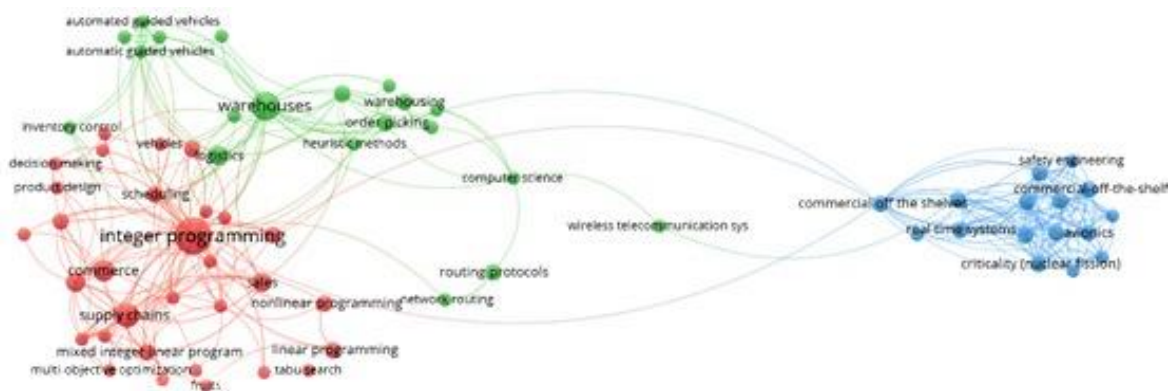 automated guided vehicles
automatic guided vehicles
warehouses
warehousing
order picking
inventory control
vehicles
logistics
heuristic methods
decision making
product design
scheduling
computer science
safety engineering
commercial-off-the-shelf
commercial off the shelves
wireless telecommunication sys
real time systems
avionics
integer programming
criticality (nuclear fission)
commerce
sales
routing protocols
network routing
nonlinear programming
supply chains
mixed integer linear program
linear programming
multi objective optimization
tabu search
fruits